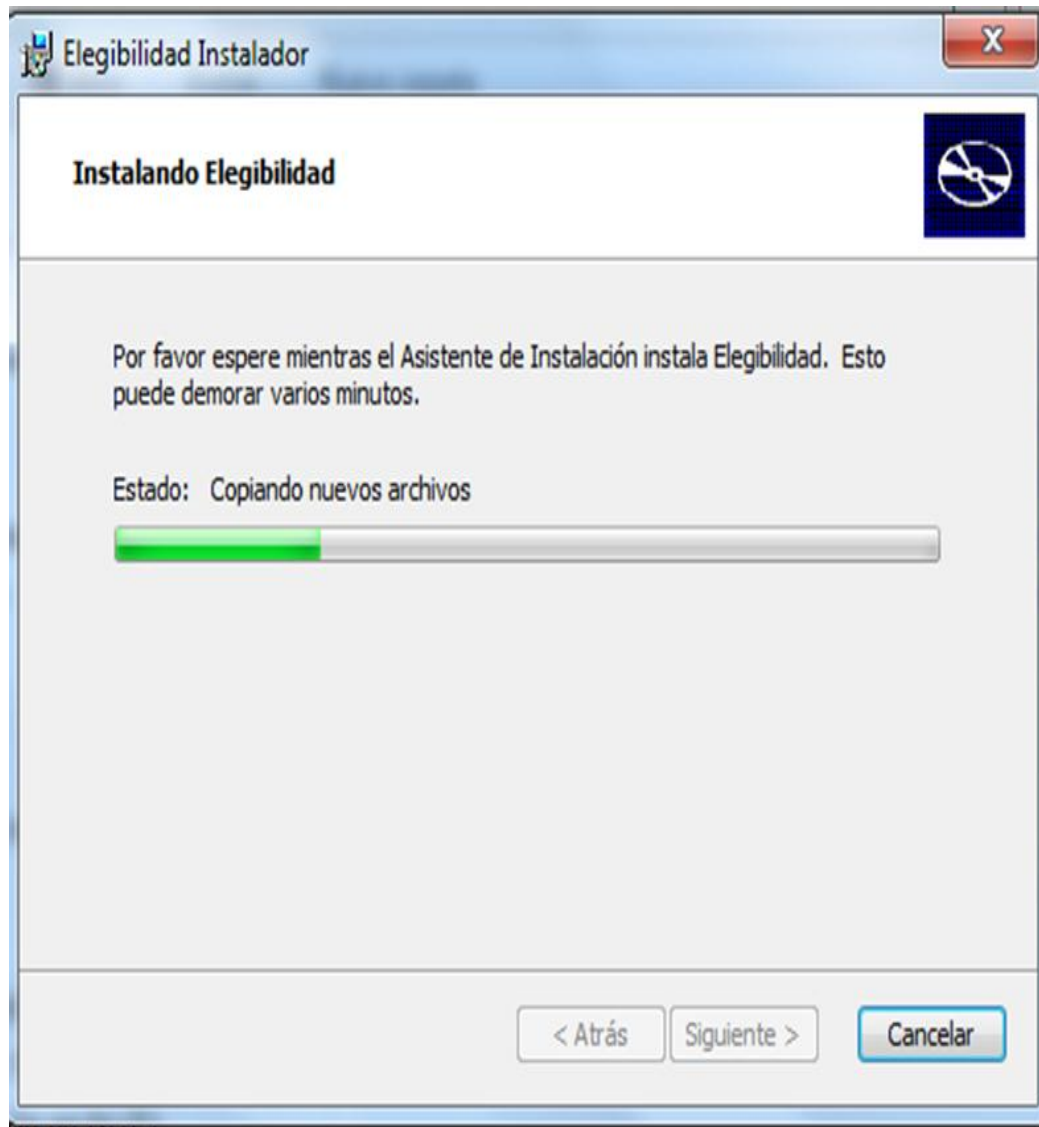 Elegibilidad Instalador
Instalando Elegibilidad
Por favor espere mientras el Asistente de Instalación instala Elegibilidad. Esto
puede demorar varios minutos.
Estado: Copiando nuevos archivos
< Atrás Siguiente > Cancelar